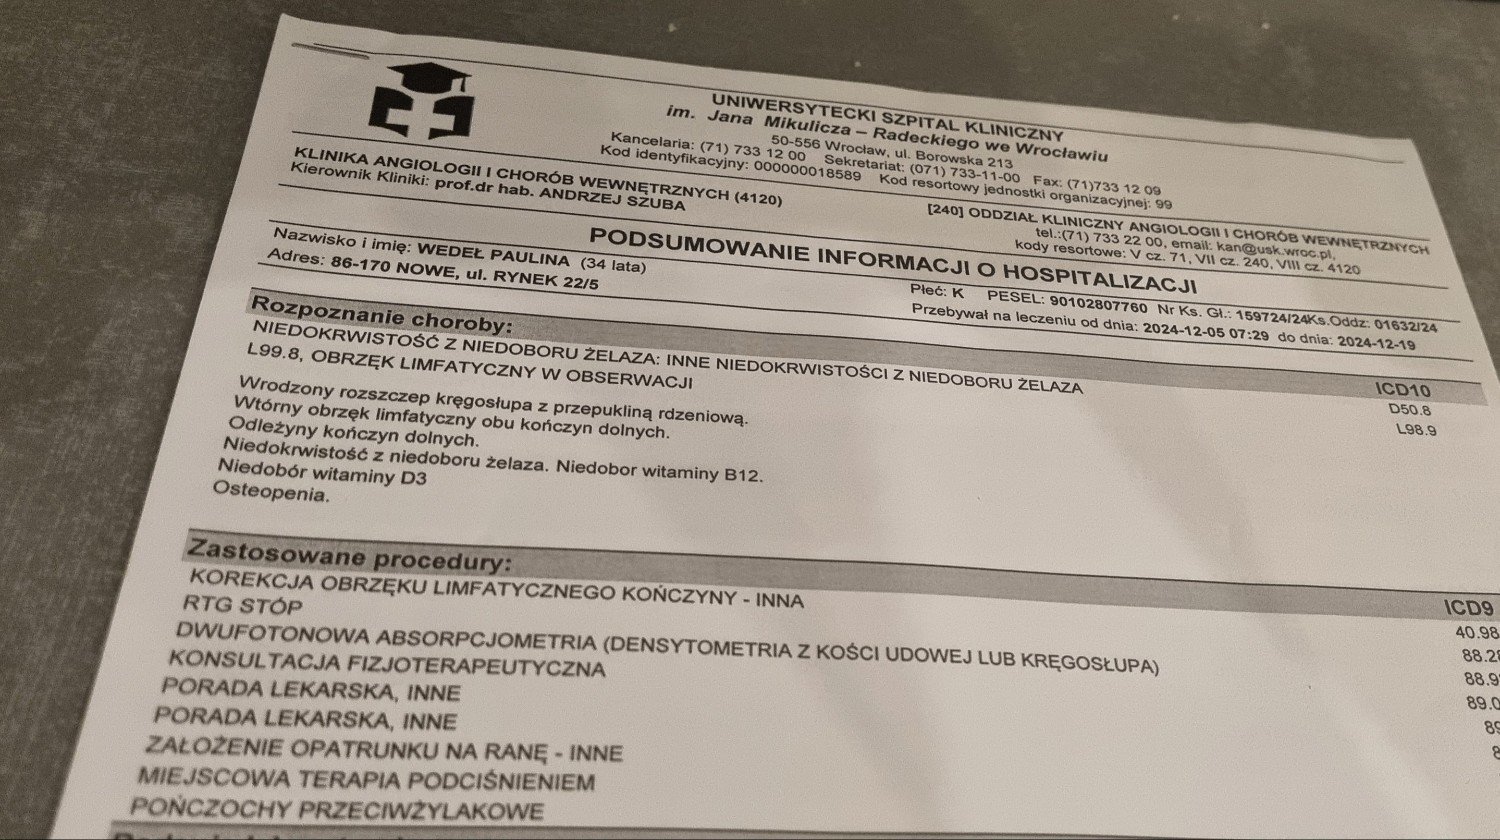 UNIWERSYTECKI SZPITAL KLINICZNY
im. Jana Mikulicza – Radeckiego we Wrocławiu
50-556 Wrocław, ul. Borowska 213
Kancelaria: (71) 733 12 00 Sekretariat: (071) 733-11-00 Fax: (71)733 12 09
Kod identyfikacyjny: 000000018589 Kod resortowy jednostki organizacyjnej: 99
KLINIKA ANGIOLOGII I CHORÓB WEWNĘTRZNYCH (4120)
Kierownik Kliniki: prof.dr hab. ANDRZEJ SZUBA
[240] ODDZIAŁ KLINICZNY ANGIOLOGII I CHORÓB WEWNĘTRZNYCH
tel.:(71) 733 22 00, email: kan@usk.wroc.pl,
kody resortowe: V cz. 71, VII cz. 240, VIII cz. 4120
PODSUMOWANIE INFORMACJI O HOSPITALIZACJI
Nazwisko i imię: WEDEŁ PAULINA (34 lata)
Płeć: K PESEL: 90102807760 Nr Ks. Gł.: 159724/24Ks.Oddz: 01632/24
Adres: 86-170 NOWE, ul. RYNEK 22/5
Przebywał na leczeniu od dnia: 2024-12-05 07:29 do dnia: 2024-12-19
Rozpoznanie choroby: ICD10
NIEDOKRWISTOŚĆ Z NIEDOBORU ŻELAZA: INNE NIEDOKRWISTOŚCI Z NIEDOBORU ŻELAZA D50.8
L99.8, OBRZĘK LIMFATYCZNY W OBSERWACJI L98.9
Wrodzony rozszczep kręgosłupa z przepukliną rdzeniową.
Wtórny obrzęk limfatyczny obu kończyn dolnych.
Odleżyny kończyn dolnych.
Niedokrwistość z niedoboru żelaza. Niedobor witaminy B12.
Niedobór witaminy D3
Osteopenia.
Zastosowane procedury: ICD9
KOREKCJA OBRZĘKU LIMFATYCZNEGO KOŃCZYNY - INNA 40.98
RTG STÓP 88.28
DWUFOTONOWA ABSORPCJOMETRIA (DENSYTOMETRIA Z KOŚCI UDOWEJ LUB KRĘGOSŁUPA) 88.9
KONSULTACJA FIZJOTERAPEUTYCZNA 89.0
PORADA LEKARSKA, INNE 89
PORADA LEKARSKA, INNE 8
ZAŁOŻENIE OPATRUNKU NA RANĘ - INNE
MIEJSCOWA TERAPIA PODCIŚNIENIEM
POŃCZOCHY PRZECIWŻYLAKOWE